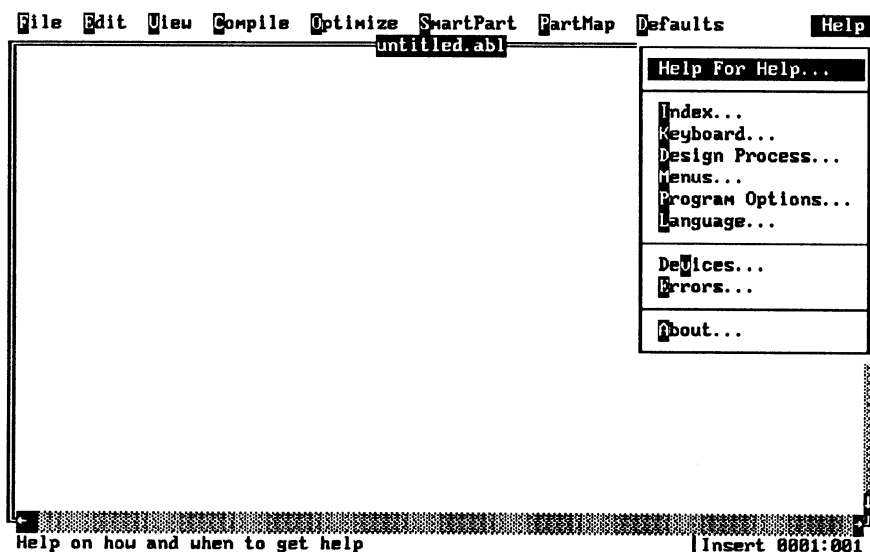 File Edit View Compile Optimize SmartPart PartMap Defaults Help
untitled.abl
Help For Help...
Index...
Keyboard...
Design Process...
Menus...
Program Options...
Language...
Devices...
Errors...
About...
Help on how and when to get help
Insert 0001:001